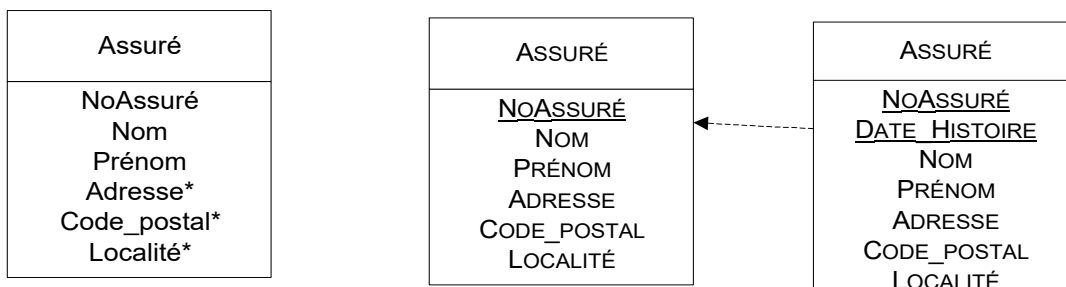 Assuré
NoAssuré
Nom
Prénom
Adresse*
Code_postal*
Localité*
ASSURÉ
NOASSURÉ
NOM
PRÉNOM
ADRESSE
CODE_POSTAL
LOCALITÉ
ASSURÉ
NOASSURÉ
DATE_HISTOIRE
NOM
PRÉNOM
ADRESSE
CODE_POSTAL
LOCALITÉ